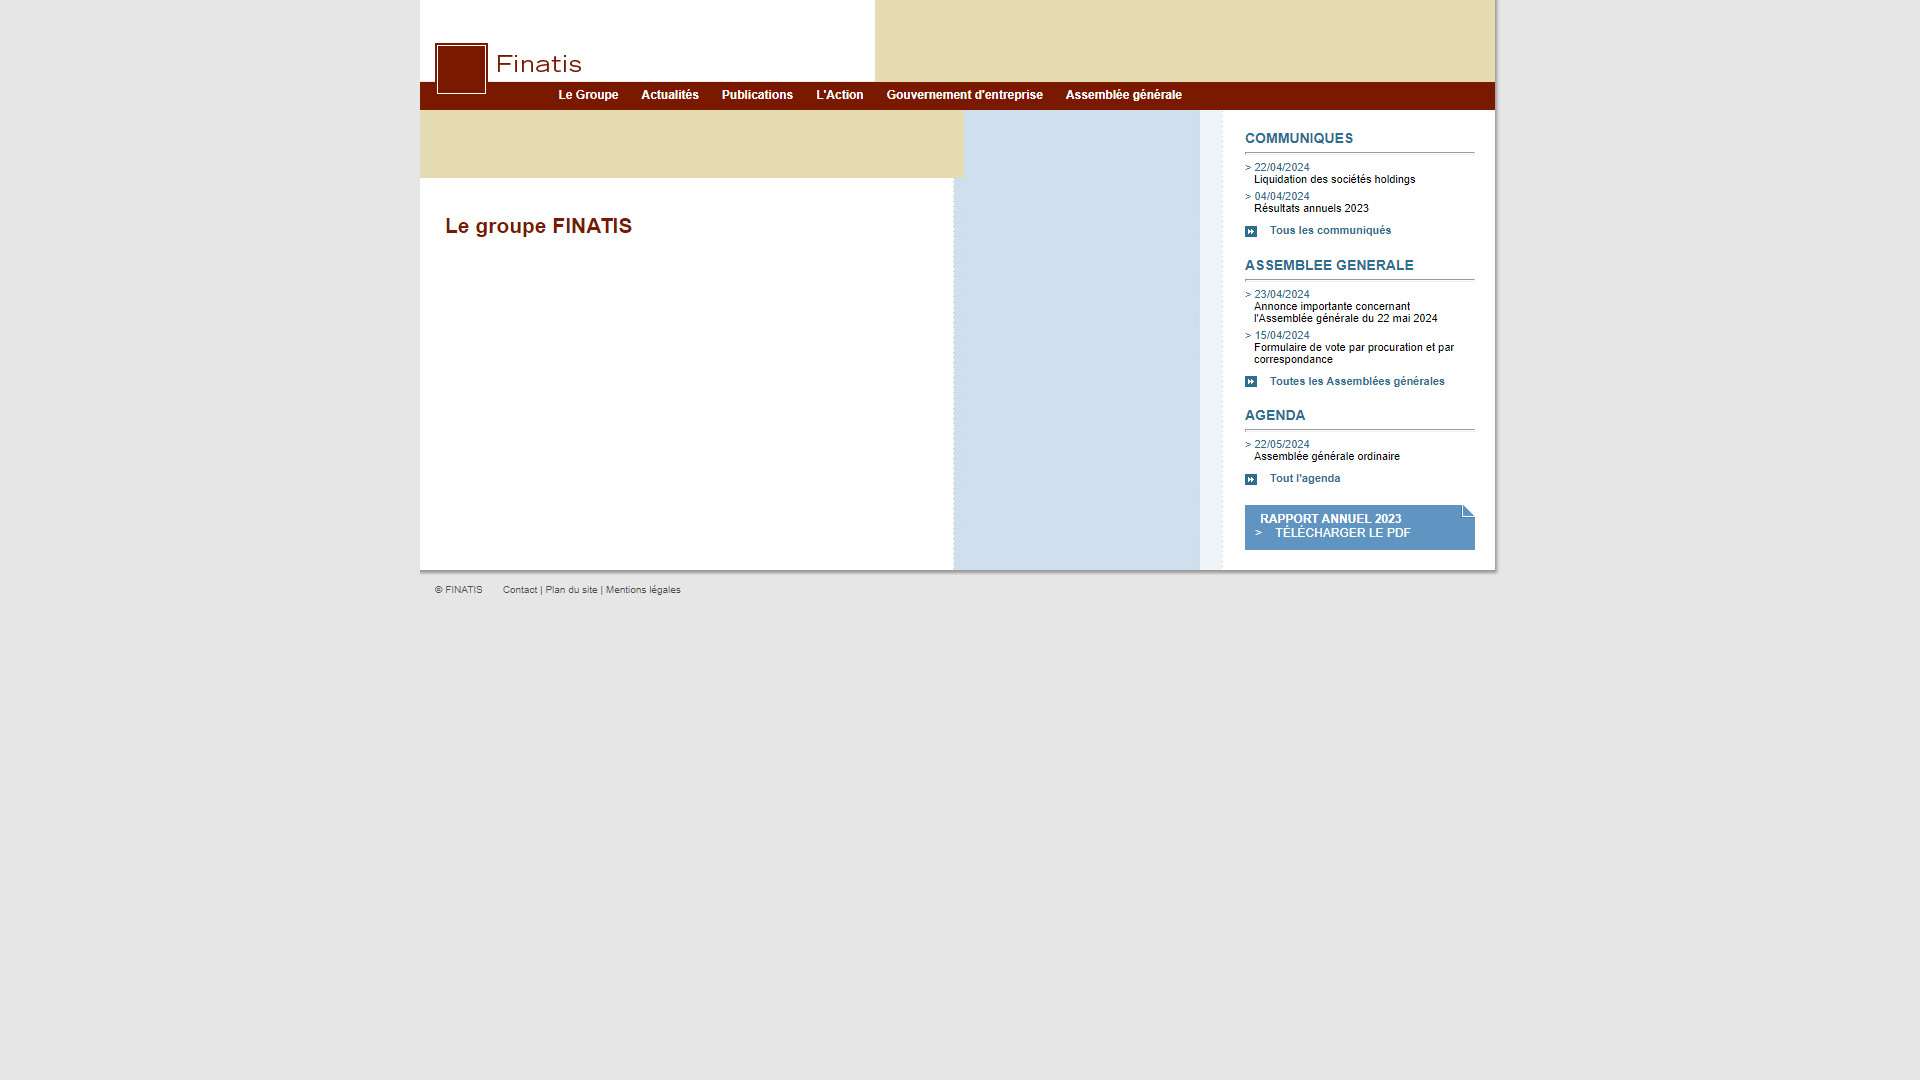 Finatis
Le Groupe Actualités Publications L'Action Gouvernement d'entreprise Assemblée générale
Le groupe FINATIS
COMMUNIQUES
> 22/04/2024
Liquidation des sociétés holdings
> 04/04/2024
Résultats annuels 2023
Tous les communiqués
ASSEMBLEE GENERALE
> 23/04/2024
Annonce importante concernant
l'Assemblée générale du 22 mai 2024
> 15/04/2024
Formulaire de vote par procuration et par
correspondance
Toutes les Assemblées générales
AGENDA
> 22/05/2024
Assemblée générale ordinaire
Tout l'agenda
RAPPORT ANNUEL 2023
> TÉLÉCHARGER LE PDF
© FINATIS Contact | Plan du site | Mentions légales